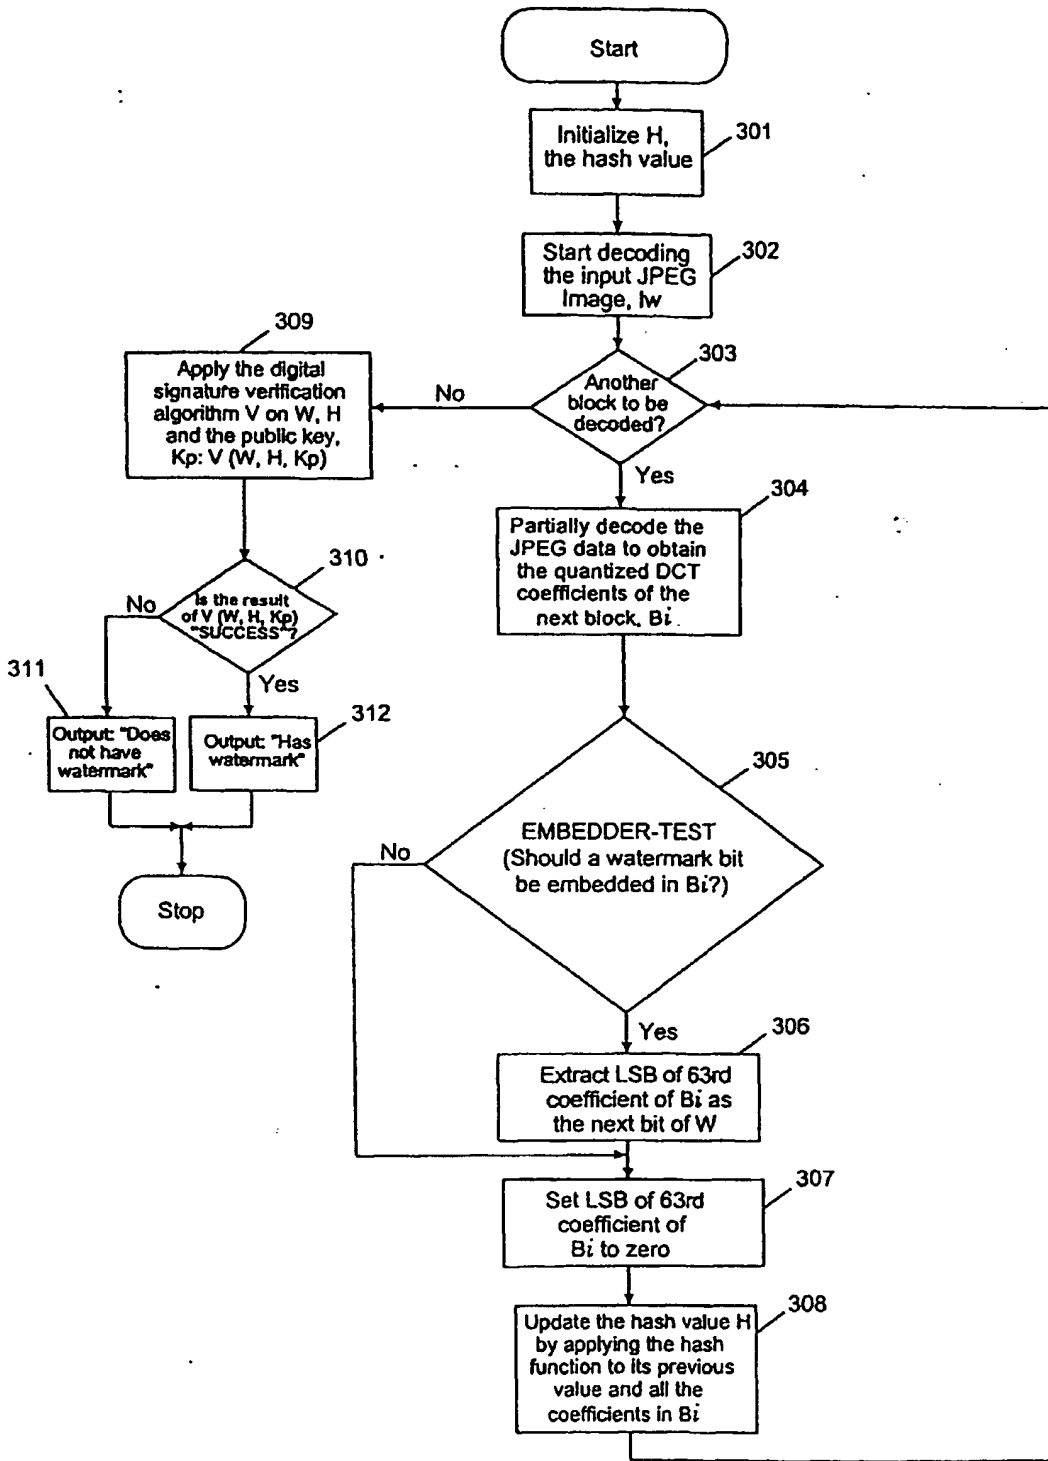 Start
Initialize H,
the hash value
301
Start decoding
the input JPEG
Image, Iw
302
303
Another
block to be
decoded?
No
Yes
309
Apply the digital
signature verification
algorithm V on W, H
and the public key,
Kp: V (W, H, Kp)
304
Partially decode the
JPEG data to obtain
the quantized DCT
coefficients of the
next block, Bi
310
Is the result
of V (W, H, Kp)
"SUCCESS"?
No
Yes
311
Output: "Does
not have
watermark"
312
Output: "Has
watermark"
Stop
305
EMBEDDER-TEST
(Should a watermark bit
be embedded in Bi?)
No
Yes
306
Extract LSB of 63rd
coefficient of Bi as
the next bit of W
307
Set LSB of 63rd
coefficient of
Bi to zero
308
Update the hash value H
by applying the hash
function to its previous
value and all the
coefficients in Bi